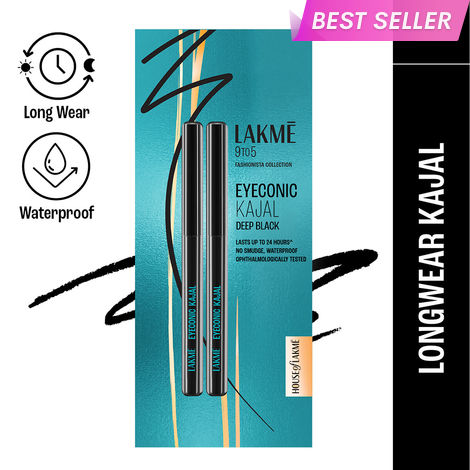 BEST SELLER
Long Wear
Waterproof
LAKMĒ
9TO5
FASHIONISTA COLLECTION
EYECONIC
KAJAL
DEEP BLACK
LASTS UP TO 24 HOURS^
NO SMUDGE, WATERPROOF
OPHTHALMOLOGICALLY TESTED
LAKMĒ EYECONIC KAJAL
LAKMĒ EYECONIC KAJAL
HOUSE of LAKMĒ
LONGWEAR KAJAL